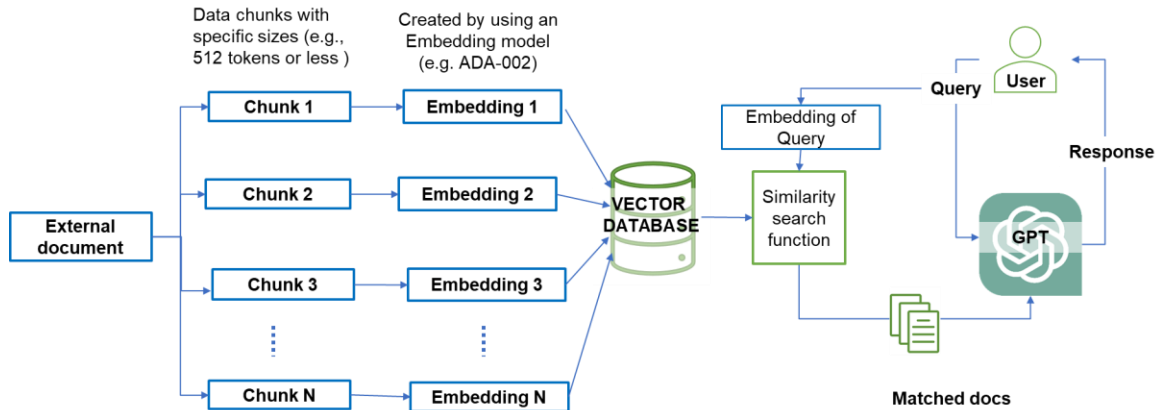 Data chunks with
specific sizes (e.g.,
512 tokens or less )
Created by using an
Embedding model
(e.g. ADA-002)
User
Query
Chunk 1
Embedding 1
Embedding of
Query
Response
Chunk 2
Embedding 2
VECTOR
DATABASE
Similarity
search
function
External
document
GPT
Chunk 3
Embedding 3
Chunk N
Embedding N
Matched docs